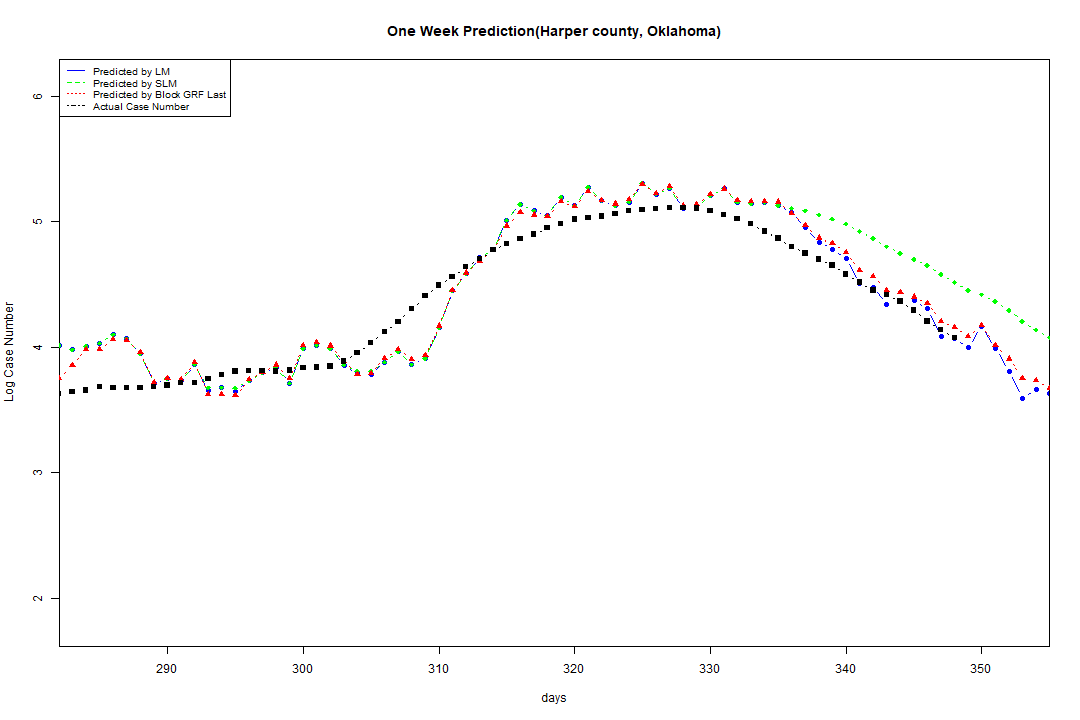 One Week Prediction(Harper county, Oklahoma)
Predicted by LM
Predicted by SLM
Predicted by Block GRF Last
Actual Case Number
6
5
4
3
2
Log Case Number
290 300 310 320 330 340 350
days